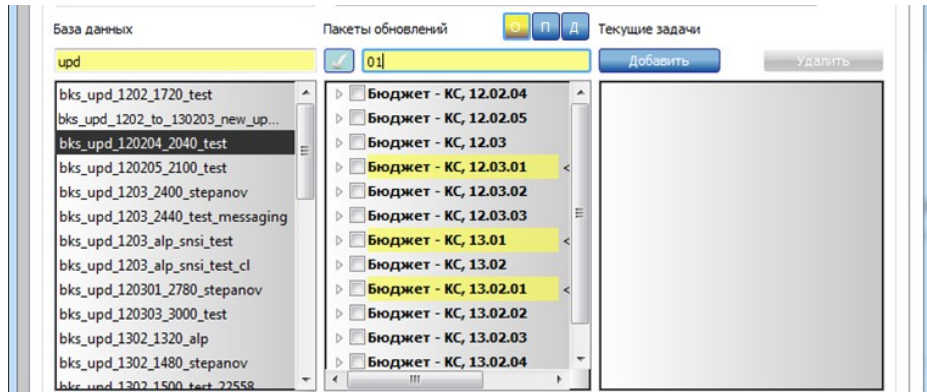 База данных
Пакеты обновлений
О П Д
Текущие задачи
upd
01
Добавить
Удалить
bks_upd_1202_1720_test
bks_upd_1202_to_130203_new_up...
bks_upd_120204_2040_test
bks_upd_120205_2100_test
bks_upd_1203_2400_stepanov
bks_upd_1203_2440_test_messaging
bks_upd_1203_alp_snsi_test
bks_upd_1203_alp_snsi_test_cl
bks_upd_120301_2780_stepanov
bks_upd_120303_3000_test
bks_upd_1302_1320_alp
bks_upd_1302_1480_stepanov
bks_upd_1302_1500_test_22558
Бюджет - КС, 12.02.04
Бюджет - КС, 12.02.05
Бюджет - КС, 12.03
Бюджет - КС, 12.03.01 <
Бюджет - КС, 12.03.02
Бюджет - КС, 12.03.03
Бюджет - КС, 13.01 <
Бюджет - КС, 13.02
Бюджет - КС, 13.02.01 <
Бюджет - КС, 13.02.02
Бюджет - КС, 13.02.03
Бюджет - КС, 13.02.04